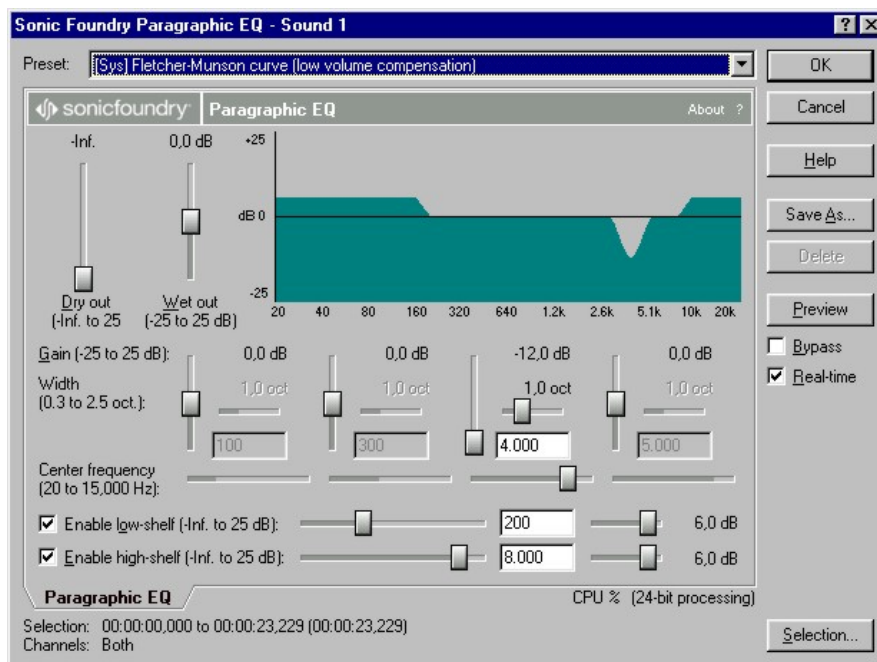 Sonic Foundry Paragraphic EQ - Sound 1
Preset: [Sys] Fletcher-Munson curve (low volume compensation)
OK
sonicfoundry Paragraphic EQ About ?
Cancel
-Inf. 0,0 dB +25
Help
dB 0
Save As...
Delete
-25
Dry out Wet out
(-Inf. to 25 (-25 to 25 dB)
20 40 80 160 320 640 1.2k 2.6k 5.1k 10k 20k
Preview
Gain (-25 to 25 dB): 0,0 dB 0,0 dB -12,0 dB 0,0 dB
Bypass
Width
(0.3 to 2.5 oct.): 1,0 oct 1,0 oct 1,0 oct 1,0 oct
Real-time
100 300 4.000 5.000
Center frequency
(20 to 15,000 Hz):
Enable low-shelf (-Inf. to 25 dB): 200 6,0 dB
Enable high-shelf (-Inf. to 25 dB): 8.000 6,0 dB
Paragraphic EQ CPU % (24-bit processing)
Selection: 00:00:00,000 to 00:00:23,229 (00:00:23,229)
Channels: Both
Selection...